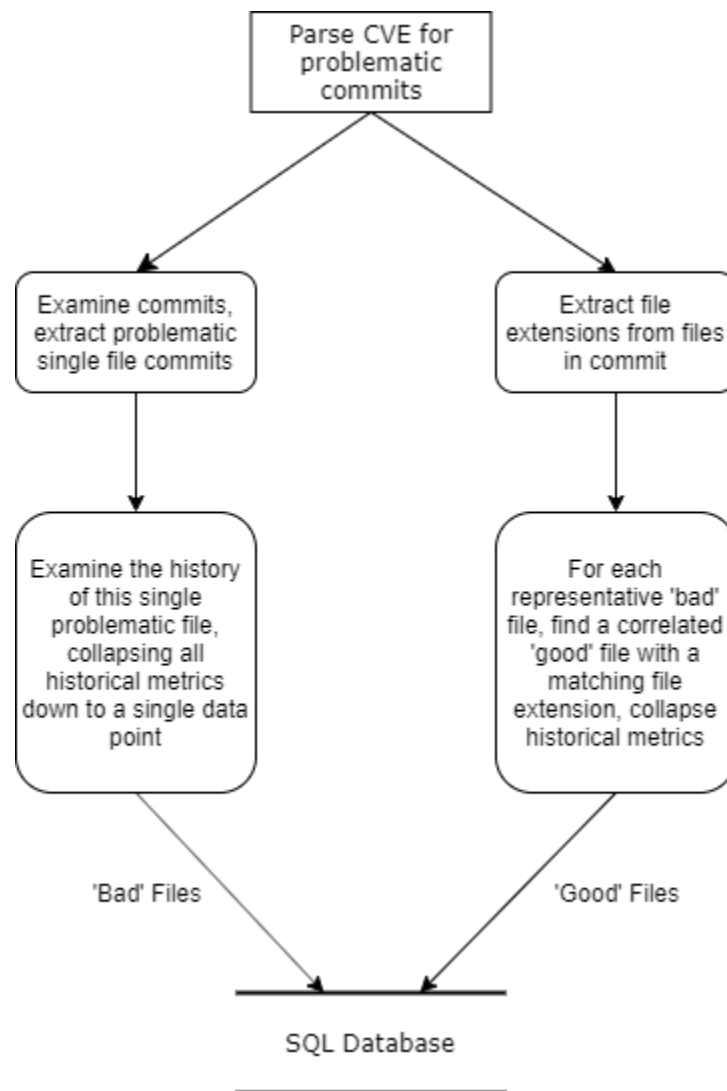 Parse CVE for
problematic
commits
Examine commits,
extract problematic
single file commits
Extract file
extensions from files
in commit
Examine the history
of this single
problematic file,
collapsing all
historical metrics
down to a single data
point
For each
representative 'bad'
file, find a correlated
'good' file with a
matching file
extension, collapse
historical metrics
'Bad' Files
'Good' Files
SQL Database